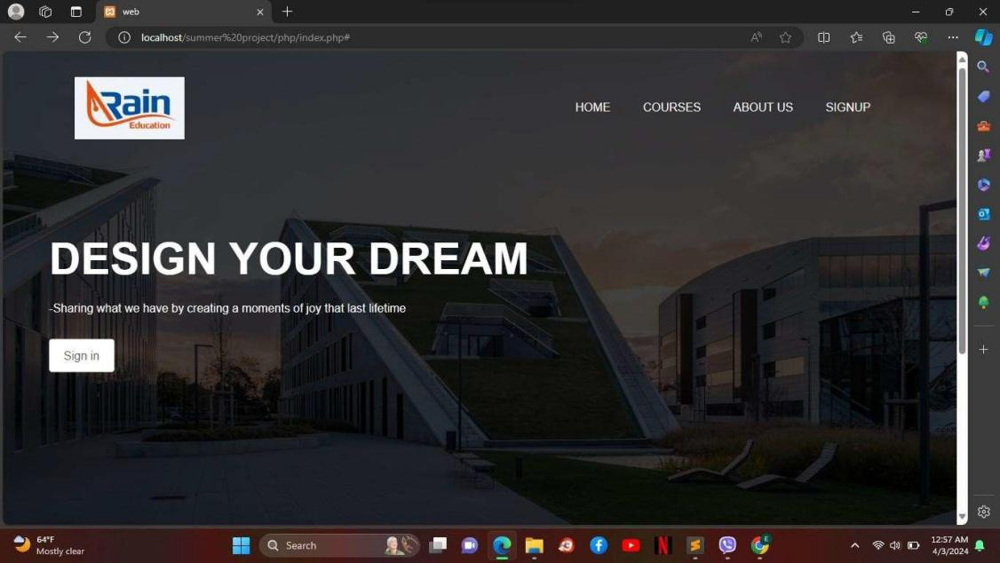 web
localhost/summer%20project/php/index.php#
Rain
Education
HOME COURSES ABOUT US SIGNUP
DESIGN YOUR DREAM
-Sharing what we have by creating a moments of joy that last lifetime
Sign in
64°F
Mostly clear
Search
12:57 AM
4/3/2024